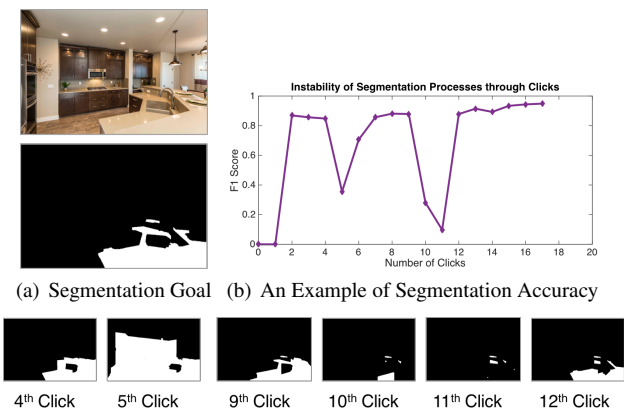 Instability of Segmentation Processes through Clicks
1
0.8
0.6
0.4
0.2
0
F1 Score
0 2 4 6 8 10 12 14 16 18 20
Number of Clicks
(a) Segmentation Goal (b) An Example of Segmentation Accuracy
4th Click 5th Click 9th Click 10th Click 11th Click 12th Click